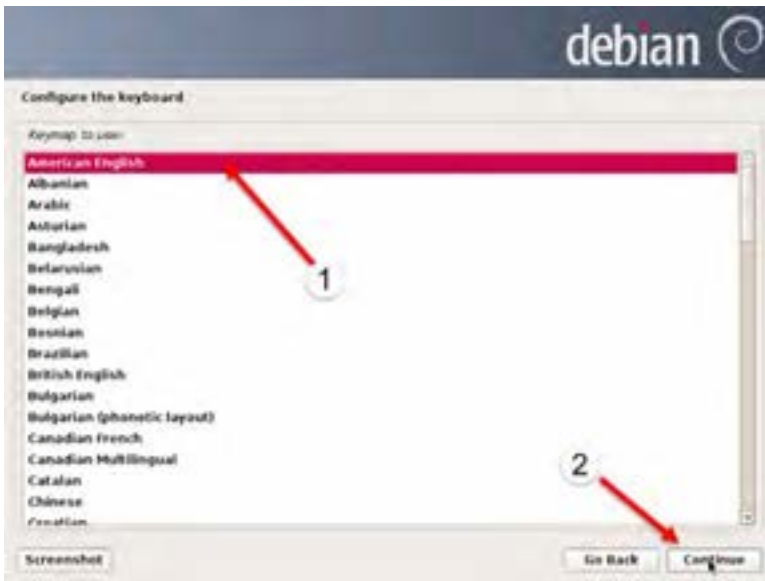 debian
Configure the keyboard
Keymap to use:
American English
Albanian
Arabic
Asturian
Bangladesh
Belarusian
Bengali
Belgian
Bosnian
Brazilian
British English
Bulgarian
Bulgarian (phonetic layout)
Canadian French
Canadian Multilingual
Catalan
Chinese
Croatian
1
2
Screenshot
Go Back
Continue